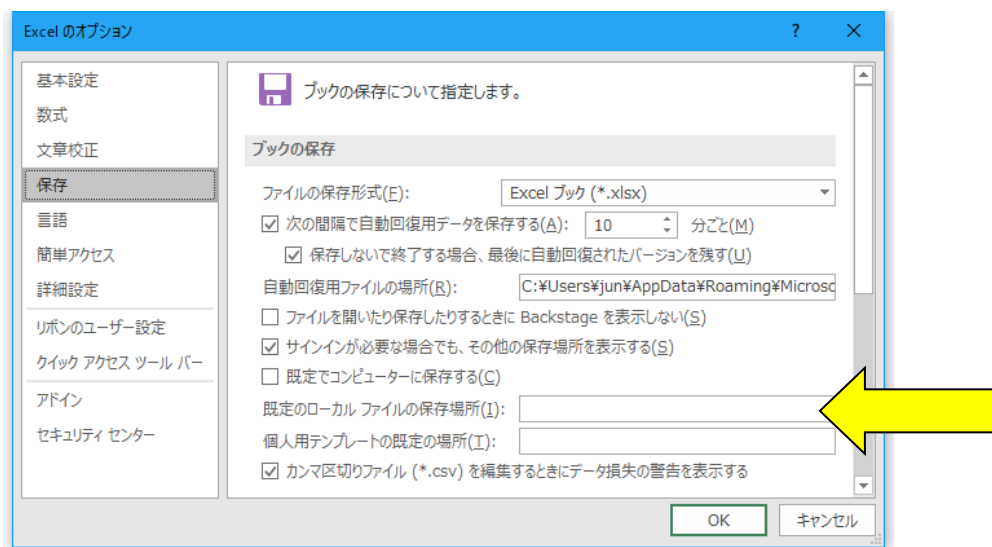 Excel のオプション ? ×
基本設定
数式
文章校正
保存
言語
簡単アクセス
詳細設定
リボンのユーザー設定
クイック アクセス ツール バー
アドイン
セキュリティ センター
ブックの保存について指定します。
ブックの保存
ファイルの保存形式(F): Excel ブック (*.xlsx)
次の間隔で自動回復用データを保存する(A): 10 分ごと(M)
保存しないで終了する場合、最後に自動回復されたバージョンを残す(U)
自動回復用ファイルの場所(R): C:¥Users¥jun¥AppData¥Roaming¥Microsc
ファイルを開いたり保存したりするときに Backstage を表示しない(S)
サインインが必要な場合でも、その他の保存場所を表示する(S)
既定でコンピューターに保存する(C)
既定のローカル ファイルの保存場所(I):
個人用テンプレートの既定の場所(T):
カンマ区切りファイル (*.csv) を編集するときにデータ損失の警告を表示する
OK キャンセル